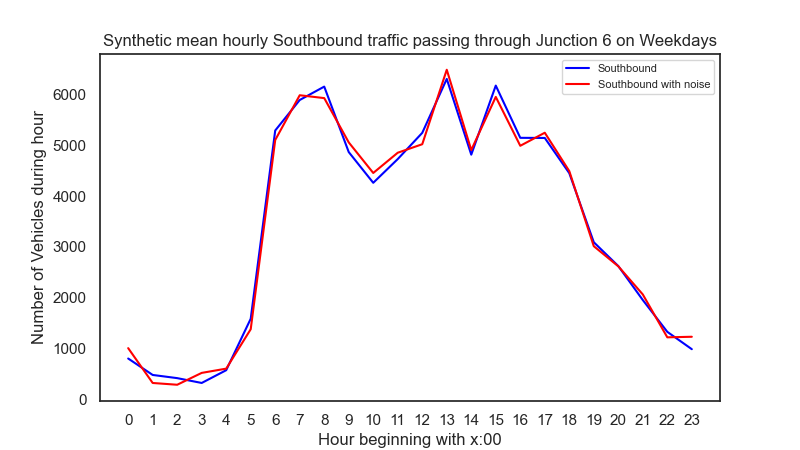 Synthetic mean hourly Southbound traffic passing through Junction 6 on Weekdays
Southbound
Southbound with noise
Number of Vehicles during hour
6000
5000
4000
3000
2000
1000
0
0 1 2 3 4 5 6 7 8 9 10 11 12 13 14 15 16 17 18 19 20 21 22 23
Hour beginning with x:00